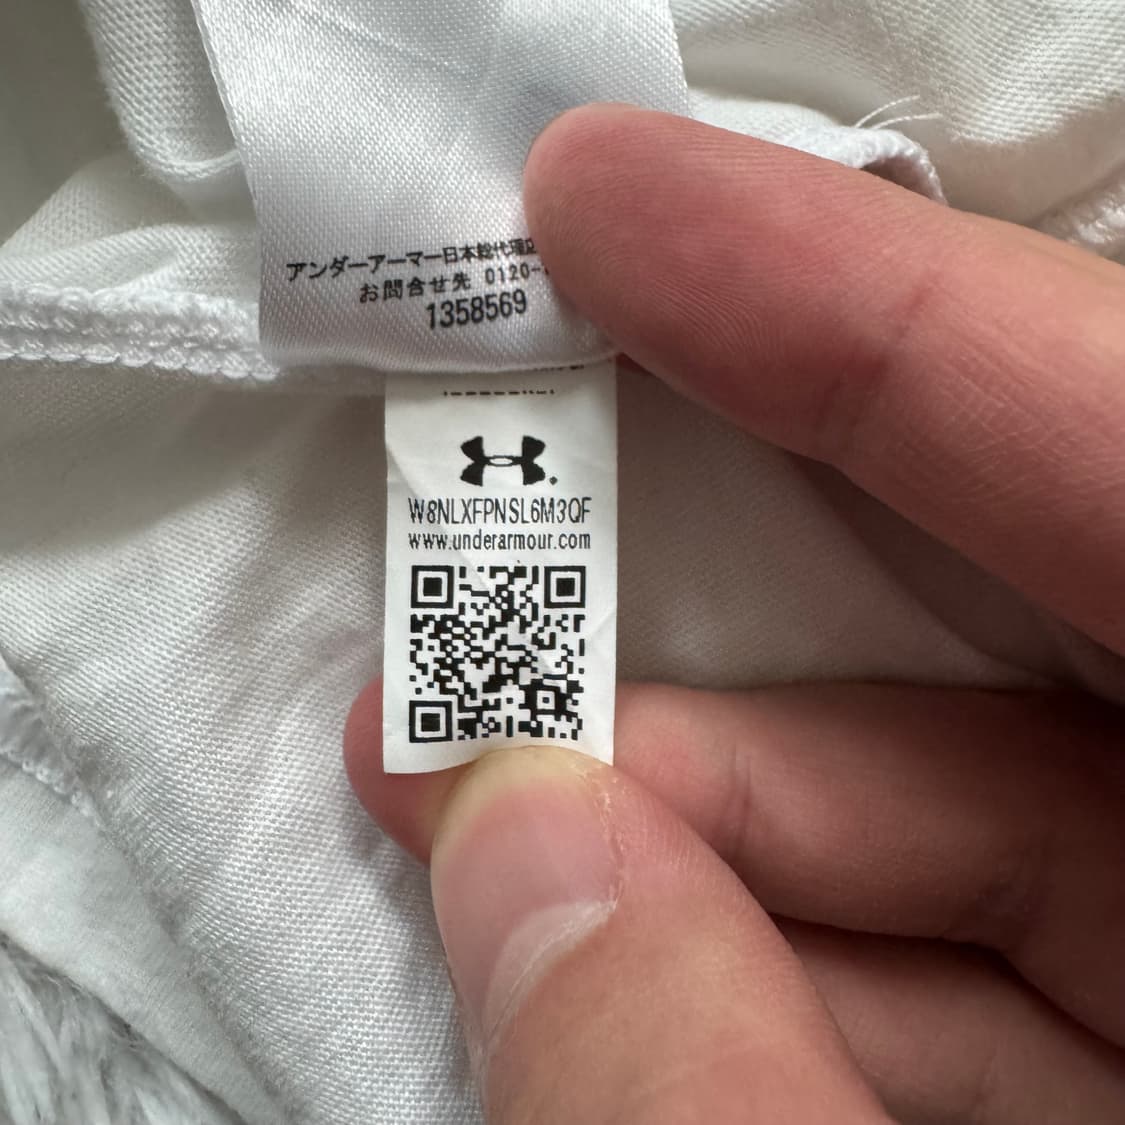 アンダーアーマー日本総代理店
お問合せ先 0120-
1358569
W8NLXFPNSL6M3QF
www.underarmour.com